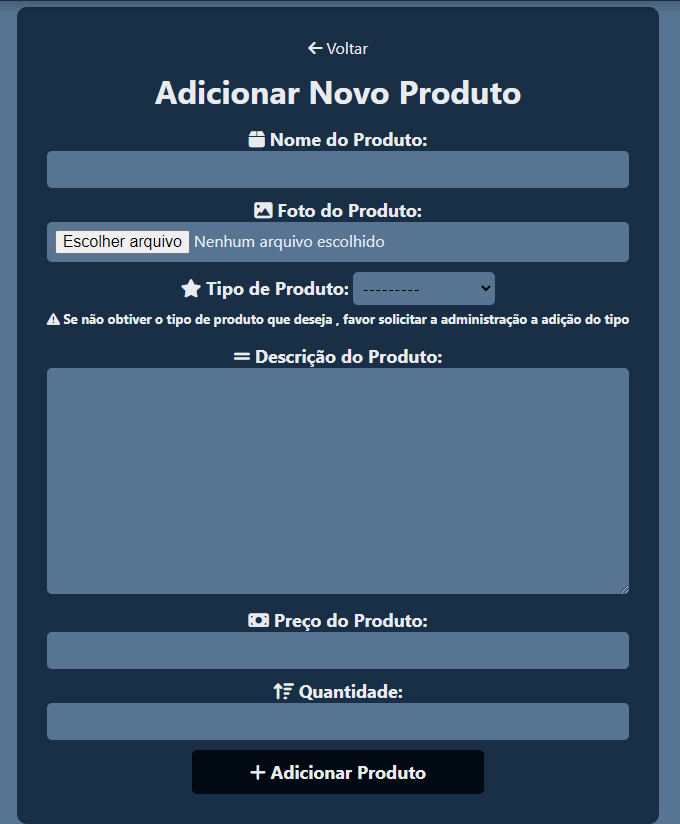 Voltar
Adicionar Novo Produto
Nome do Produto:
Foto do Produto:
Escolher arquivo Nenhum arquivo escolhido
Tipo de Produto: ---------
Se não obtiver o tipo de produto que deseja , favor solicitar a administração a adição do tipo
Descrição do Produto:
Preço do Produto:
Quantidade:
Adicionar Produto